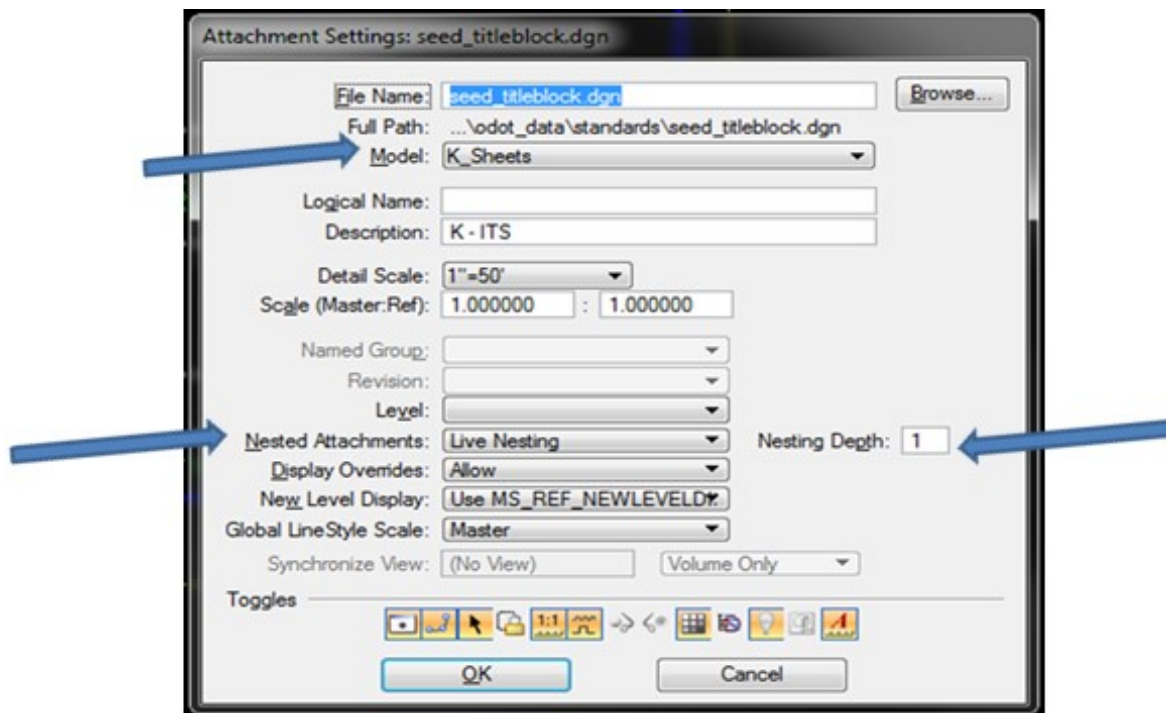 Attachment Settings: seed_titleblock.dgn
File Name: seed_titleblock.dgn Browse...
Full Path: ...\odot_data\standards\seed_titleblock.dgn
Model: K_Sheets
Logical Name:
Description: K - ITS
Detail Scale: 1"=50'
Scale (Master:Ref): 1.000000 : 1.000000
Named Group:
Revision:
Level:
Nested Attachments: Live Nesting Nesting Depth: 1
Display Overrides: Allow
New Level Display: Use MS_REF_NEWLEVELDI
Global LineStyle Scale: Master
Synchronize View: (No View) Volume Only
Toggles
1:1 A
OK Cancel